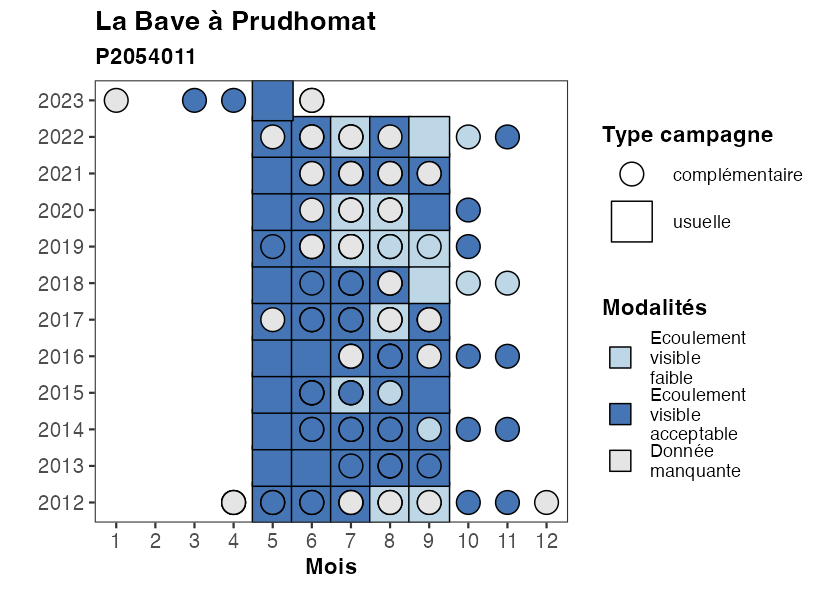 La Bave à Prudhomat
P2054011
2023
2022
2021
2020
2019
2018
2017
2016
2015
2014
2013
2012
1 2 3 4 5 6 7 8 9 10 11 12
Mois
Type campagne
complémentaire
usuelle
Modalités
Ecoulement
visible
faible
Ecoulement
visible
acceptable
Donnée
manquante